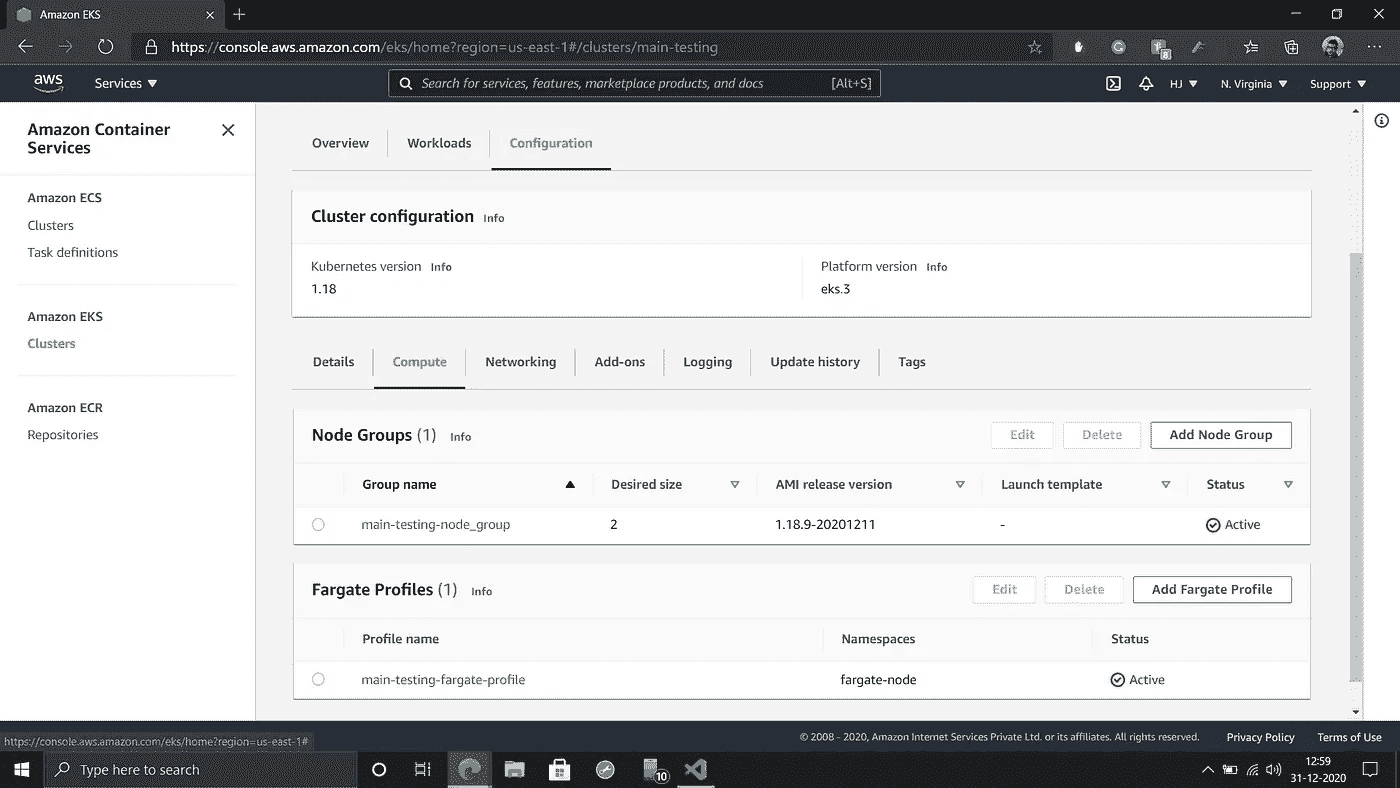 Amazon EKS
https://console.aws.amazon.com/eks/home?region=us-east-1#/clusters/main-testing
8
aws
Services
Search for services, features, marketplace products, and docs [Alt+S]
HJ
N. Virginia
Support
Amazon Container
Services
Amazon ECS
Clusters
Task definitions
Amazon EKS
Clusters
Amazon ECR
Repositories
Overview Workloads Configuration
Cluster configuration Info
Kubernetes version Info
1.18
Platform version Info
eks.3
Details Compute Networking Add-ons Logging Update history Tags
Node Groups (1) Info Edit Delete Add Node Group
Group name Desired size AMI release version Launch template Status
main-testing-node_group 2 1.18.9-20201211 - Active
Fargate Profiles (1) Info Edit Delete Add Fargate Profile
Profile name Namespaces Status
main-testing-fargate-profile fargate-node Active
https://console.aws.amazon.com/eks/home?region=us-east-1#
© 2008 - 2020, Amazon Internet Services Private Ltd. or its affiliates. All rights reserved. Privacy Policy Terms of Use
Type here to search
10
12:59
31-12-2020